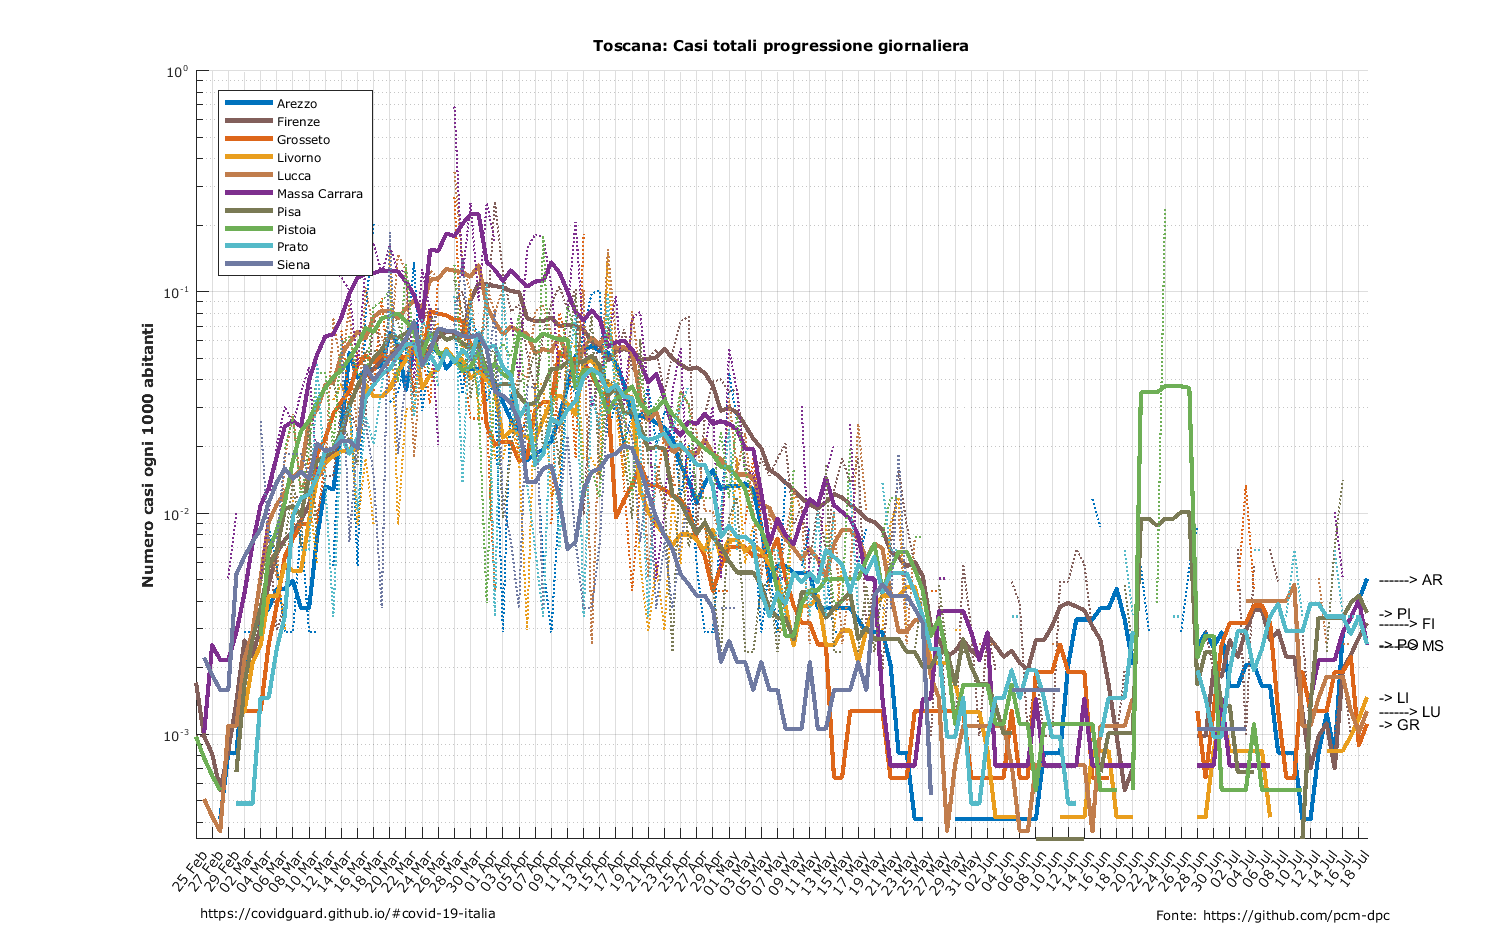 Toscana: Casi totali progressione giornaliera
Numero casi ogni 1000 abitanti
10⁰
10⁻¹
10⁻²
10⁻³
Arezzo
Firenze
Grosseto
Livorno
Lucca
Massa Carrara
Pisa
Pistoia
Prato
Siena
------> AR
-> PI
------> FI
-> PO
------> MS
-> LI
------> LU
-> GR
25 Feb
27 Feb
29 Feb
02 Mar
04 Mar
06 Mar
08 Mar
10 Mar
12 Mar
14 Mar
16 Mar
18 Mar
20 Mar
22 Mar
24 Mar
26 Mar
28 Mar
30 Mar
01 Apr
03 Apr
05 Apr
07 Apr
09 Apr
11 Apr
13 Apr
15 Apr
17 Apr
19 Apr
21 Apr
23 Apr
25 Apr
27 Apr
29 Apr
01 May
03 May
05 May
07 May
09 May
11 May
13 May
15 May
17 May
19 May
21 May
23 May
25 May
27 May
29 May
31 May
02 Jun
04 Jun
06 Jun
08 Jun
10 Jun
12 Jun
14 Jun
16 Jun
18 Jun
20 Jun
22 Jun
24 Jun
26 Jun
28 Jun
30 Jun
02 Jul
04 Jul
06 Jul
08 Jul
10 Jul
12 Jul
14 Jul
16 Jul
18 Jul
https://covidguard.github.io/#covid-19-italia
Fonte: https://github.com/pcm-dpc